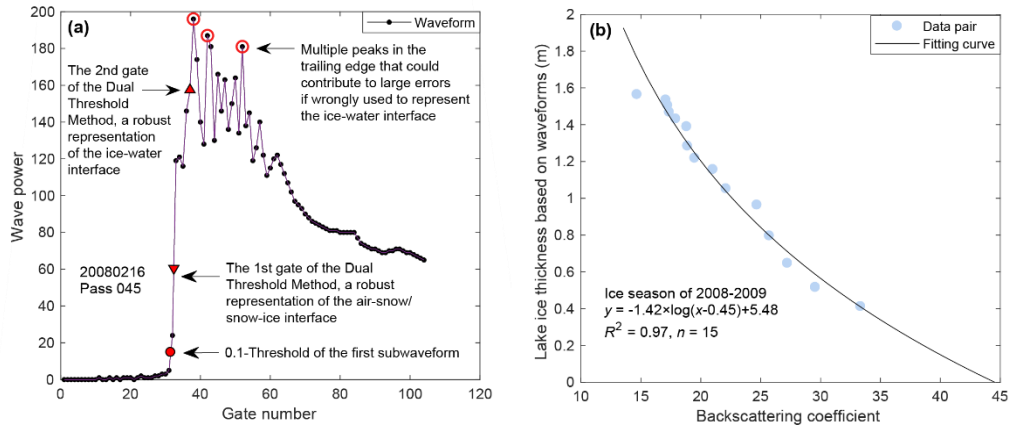 (a)
Waveform
Multiple peaks in the
trailing edge that could
contribute to large errors
if wrongly used to represent
the ice-water interface
The 2nd gate
of the Dual
Threshold
Method, a robust
representation
of the ice-water
interface
20080216
Pass 045
The 1st gate of the Dual
Threshold Method, a robust
representation of the air-snow/
snow-ice interface
0.1-Threshold of the first subwaveform
Wave power
200
180
160
140
120
100
80
60
40
20
0
0 20 40 60 80 100 120
Gate number
(b)
Data pair
Fitting curve
Ice season of 2008-2009
y = -1.42×log(x-0.45)+5.48
R² = 0.97, n = 15
Lake ice thickness based on waveforms (m)
2
1.8
1.6
1.4
1.2
1
0.8
0.6
0.4
0.2
0
10 15 20 25 30 35 40 45
Backscattering coefficient